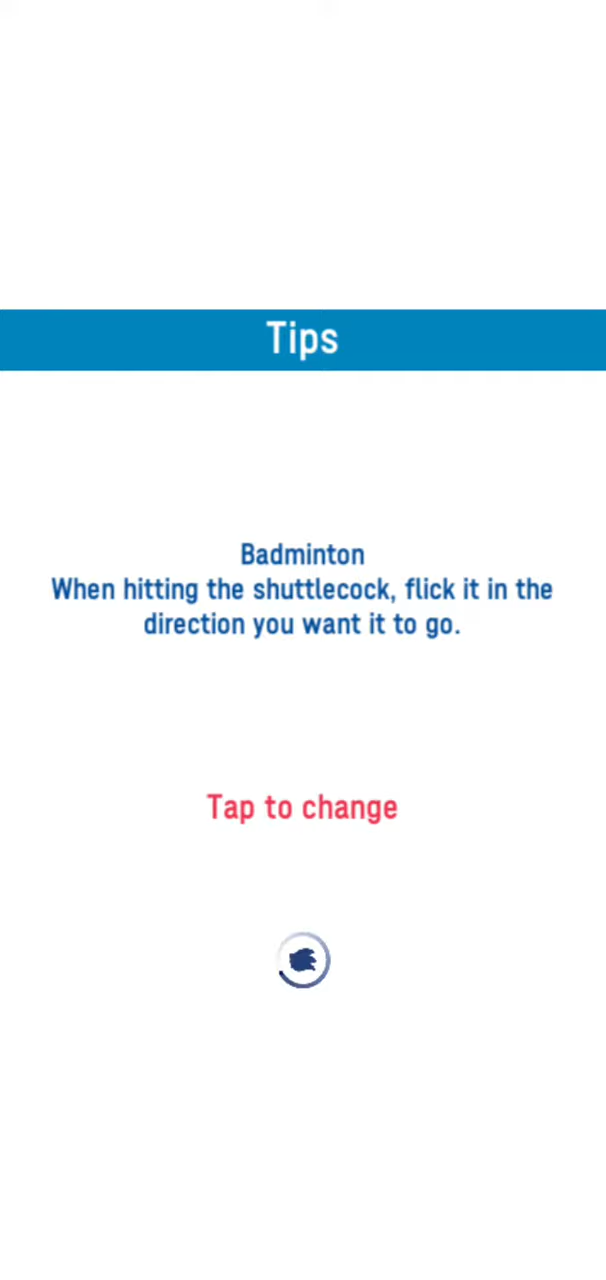 Tips
Badminton
When hitting the shuttlecock, flick it in the
direction you want it to go.
Tap to change